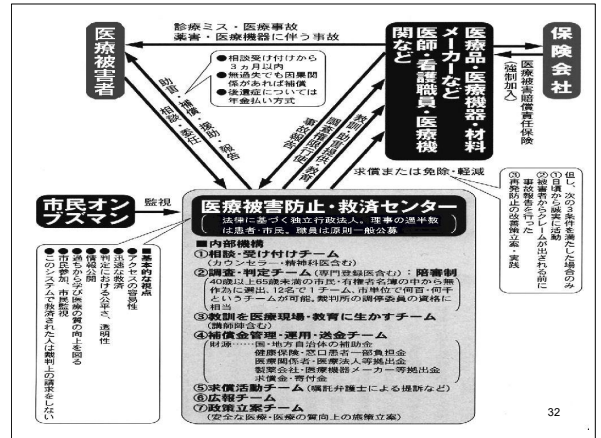 診療ミス・医療事故
薬害・医療機器に伴う事故
医療被害者
●相談受け付けから
3ヵ月以内
●無過失でも因果関
係があれば補償
●後遺症については
年金払い方式
助言・補償・援助・報告
相談・委任
医療品・医療機器・材料
メーカーなど
医師・看護職員・医療機
関など
保険会社
医療被害賠償責任保険
(強制加入)
事故報告
調査権限行使
教訓・助言提供、教育
求償または免除・軽減
但し、次の3条件を満たした場合のみ
①日頃から誠実に活動
②被害者からクレームが出される前に
事故報告を行った
③再発防止の改善策立案・実践
市民オン
ブズマン
監視
医療被害防止・救済センター
法律に基づく独立行政法人。理事の過半数
は患者・市民。職員は原則一般公募
■内部機構
①相談・受け付けチーム
(カウンセラー・精神科医含む)
②調査・判定チーム(専門登録医含む):陪審制
40歳以上65歳未満の市民・有権者名簿の中から無
作為に選出、12名で1チーム、市単位で何百・何千
というチームが可能。裁判所の調停委員の資格に
相当
③教訓を医療現場・教育に生かすチーム
(講師師含む)
④補償金管理・運用・送金チーム
財源……国・地方自治体の補助金
健康保険・窓口患者一部負担金
医療関係者・医療法人等拠出金
製薬会社・医療機器メーカー等拠出金
求償金・寄付金
⑤求償活動チーム(嘱託弁護士による提訴など)
⑥広報チーム
⑦政策立案チーム
(安全な医療・医療の質向上の施策立案)
■基本的な視点
●アクセスの容易性
●迅速な救済
●判定における公平さ、透明性
●情報公開
●過ちから学び医療の質の向上を図る
●市民参加、市民監視
●このシステムで救済された人は裁判上の請求をしない
32